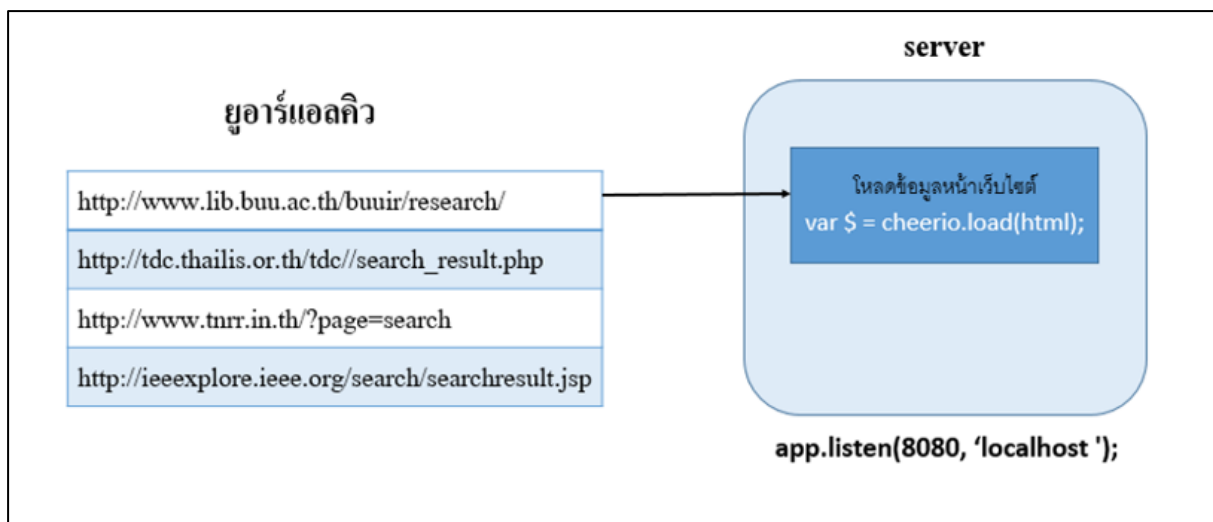 server
ยูอาร์แอลคิว
http://www.lib.buu.ac.th/buuir/research/
http://tdc.thailis.or.th/tdc//search_result.php
http://www.tnrr.in.th/?page=search
http://ieeexplore.ieee.org/search/searchresult.jsp
โหลดข้อมูลหน้าเว็บไซต์
var $ = cheerio.load(html);
app.listen(8080, ‘localhost ');